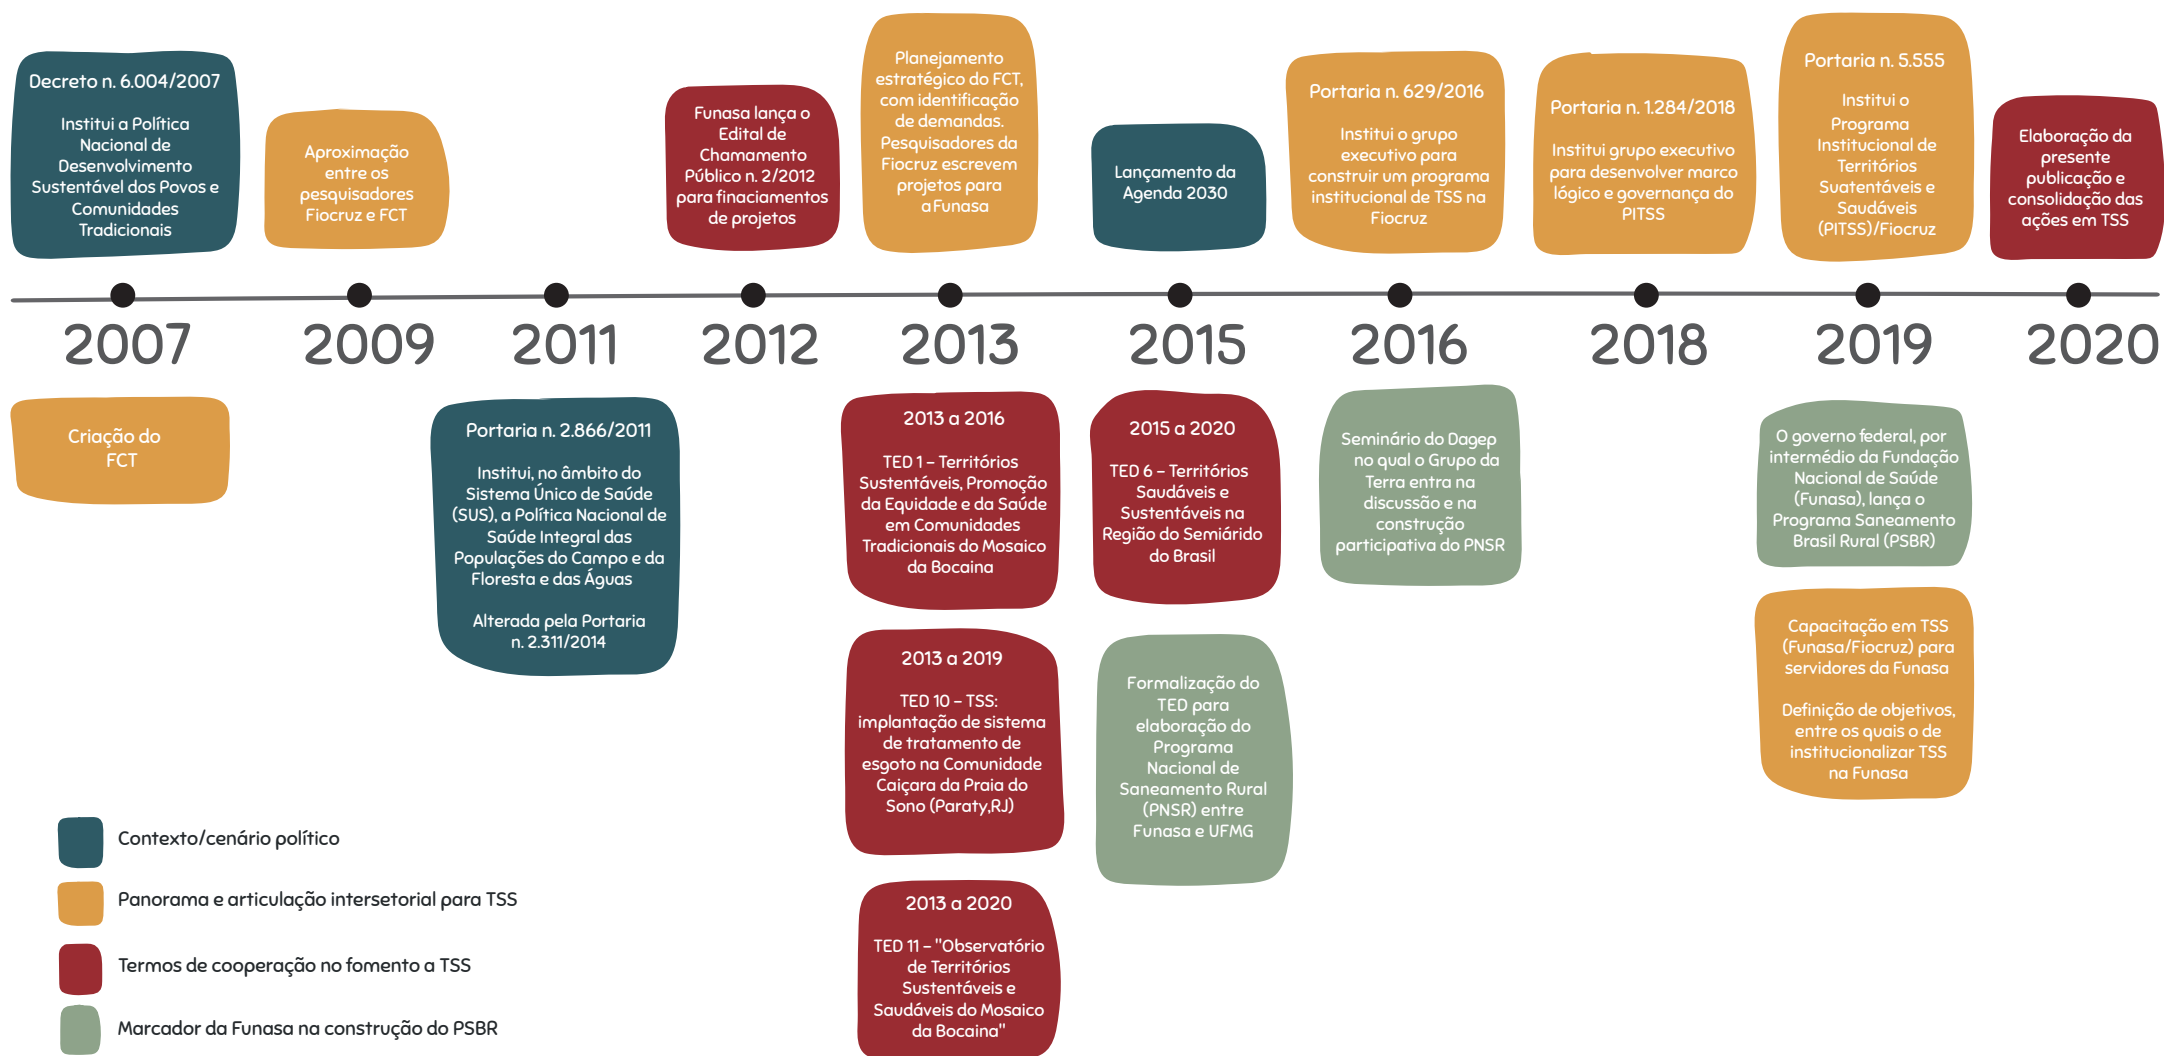 Decreto n. 6.004/2007
Institui a Política
Nacional de
Desenvolvimento
Sustentável dos Povos e
Comunidades
Tradicionais
Aproximação
entre os
pesquisadores
Fiocruz e FCT
Funasa lança o
Edital de
Chamamento
Público n. 2/2012
para finaciamentos
de projetos
Planejamento
estratégico do FCT,
com identificação
de demandas.
Pesquisadores da
Fiocruz escrevem
projetos para
a Funasa
Lançamento da
Agenda 2030
Portaria n. 629/2016
Institui o grupo
executivo para
construir um programa
institucional de TSS na
Fiocruz
Portaria n. 1.284/2018
Institui grupo executivo
para desenvolver marco
lógico e governança do
PITSS
Portaria n. 5.555
Institui o
Programa
Institucional de
Territórios
Suatentáveis e
Saudáveis
(PITSS)/Fiocruz
Elaboração da
presente
publicação e
consolidação das
ações em TSS
2007
2009
2011
2012
2013
2015
2016
2018
2019
2020
Criação do
FCT
Portaria n. 2.866/2011
Institui, no âmbito do
Sistema Único de Saúde
(SUS), a Política Nacional de
Saúde Integral das
Populações do Campo e da
Floresta e das Águas
Alterada pela Portaria
n. 2.311/2014
2013 a 2016
TED 1 – Territórios
Sustentáveis, Promoção
da Equidade e da Saúde
em Comunidades
Tradicionais do Mosaico
da Bocaina
2013 a 2019
TED 10 – TSS:
implantação de sistema
de tratamento de
esgoto na Comunidade
Caiçara da Praia do
Sono (Paraty,RJ)
2013 a 2020
TED 11 – "Observatório
de Territórios
Sustentáveis e
Saudáveis do Mosaico
da Bocaina"
2015 a 2020
TED 6 – Territórios
Saudáveis e
Sustentáveis na
Região do Semiárido
do Brasil
Formalização do
TED para
elaboração do
Programa
Nacional de
Saneamento Rural
(PNSR) entre
Funasa e UFMG
Seminário do Dagep
no qual o Grupo da
Terra entra na
discussão e na
construção
participativa do PNSR
O governo federal, por
intermédio da Fundação
Nacional de Saúde
(Funasa), lança o
Programa Saneamento
Brasil Rural (PSBR)
Capacitação em TSS
(Funasa/Fiocruz) para
servidores da Funasa
Definição de objetivos,
entre os quais o de
institucionalizar TSS
na Funasa
Contexto/cenário político
Panorama e articulação intersetorial para TSS
Termos de cooperação no fomento a TSS
Marcador da Funasa na construção do PSBR